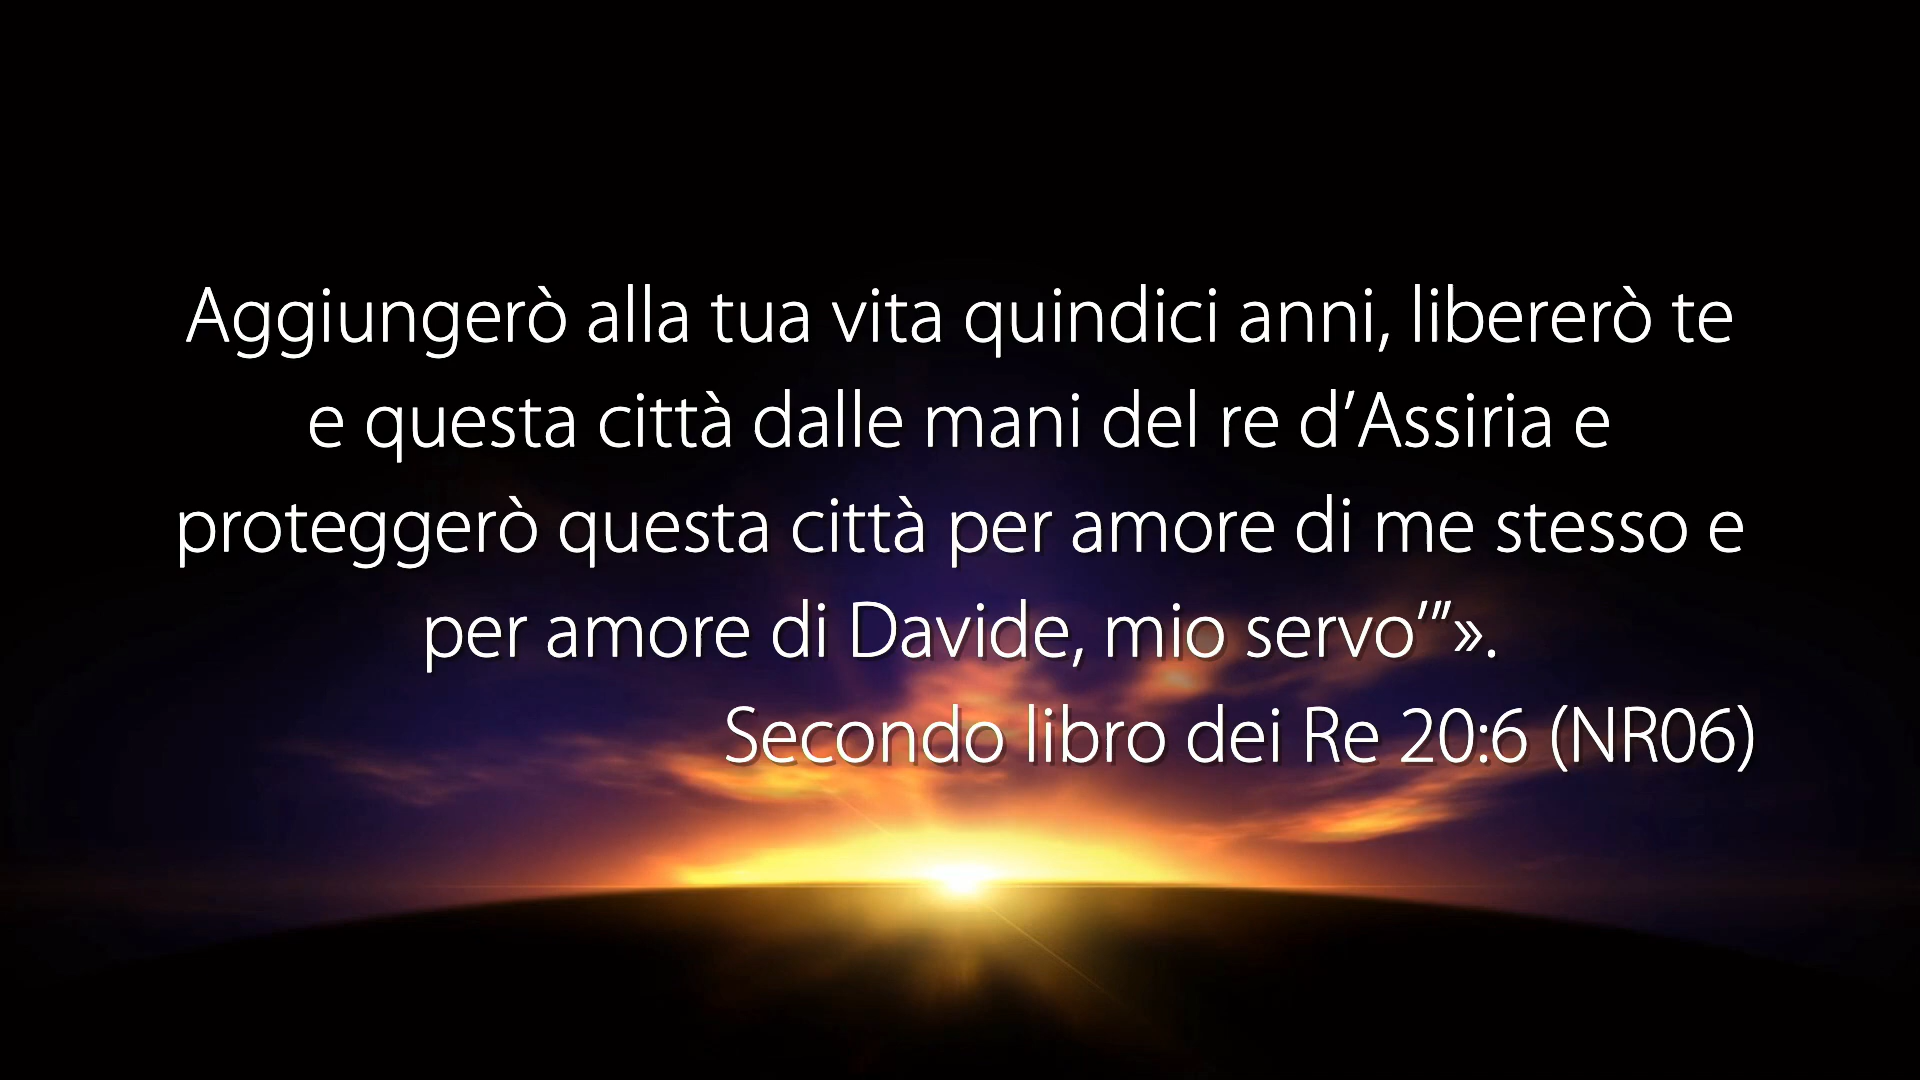 Aggiungerò alla tua vita quindici anni, libererò te
e questa città dalle mani del re d’Assiria e
proteggerò questa città per amore di me stesso e
per amore di Davide, mio servo’”».
Secondo libro dei Re 20:6 (NR06)